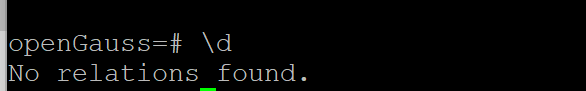 openGauss=# \d
No relations found.